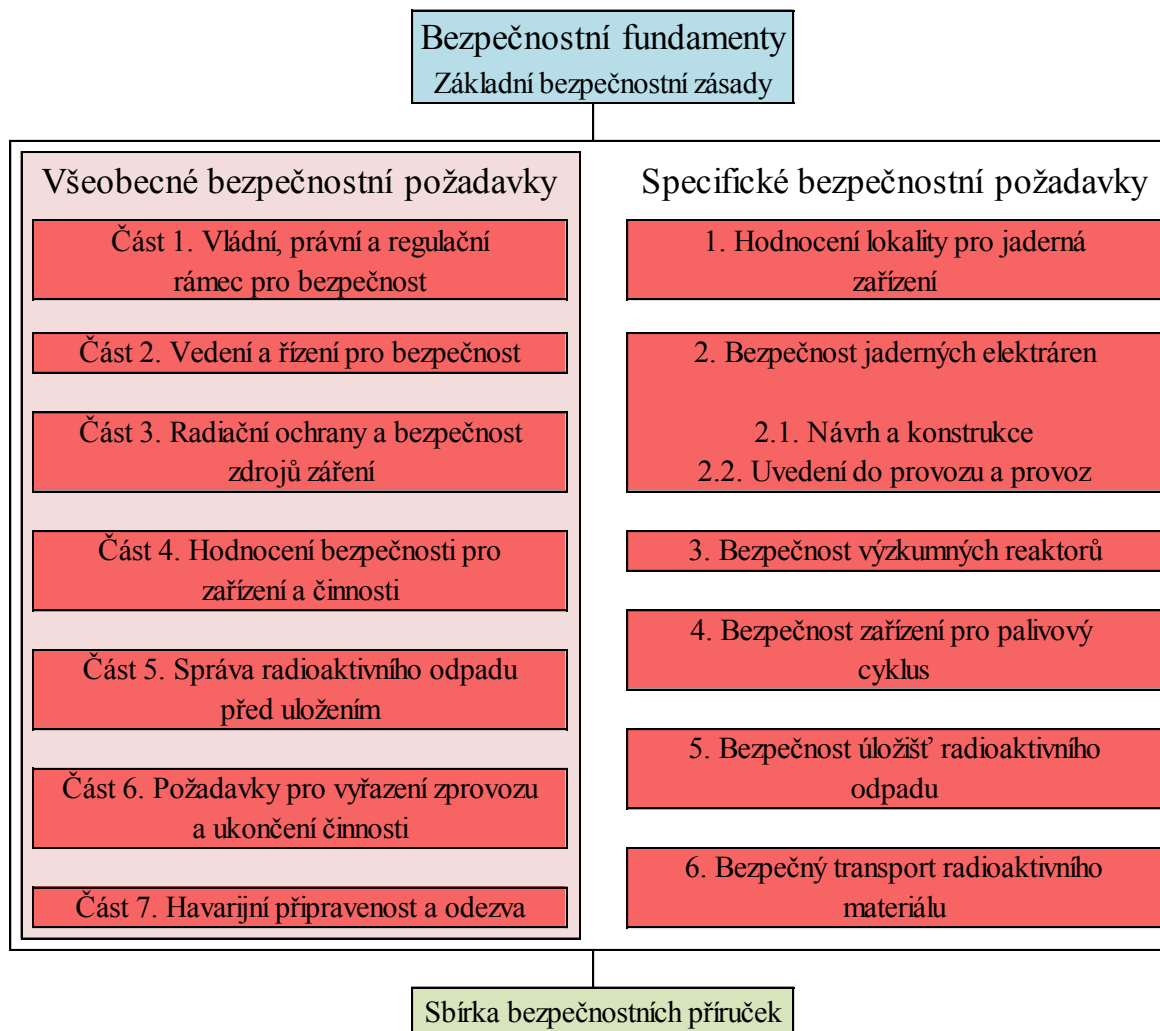 Bezpečnostní fundamenty
Základní bezpečnostní zásady
Všeobecné bezpečnostní požadavky
Část 1. Vládní, právní a regulační
rámec pro bezpečnost
Část 2. Vedení a řízení pro bezpečnost
Část 3. Radiační ochrany a bezpečnost
zdrojů záření
Část 4. Hodnocení bezpečnosti pro
zařízení a činnosti
Část 5. Správa radioaktivního odpadu
před uložením
Část 6. Požadavky pro vyřazení zprovozu
a ukončení činnosti
Část 7. Havarijní připravenost a odezva
Specifické bezpečnostní požadavky
1. Hodnocení lokality pro jaderná
zařízení
2. Bezpečnost jaderných elektráren
2.1. Návrh a konstrukce
2.2. Uvedení do provozu a provoz
3. Bezpečnost výzkumných reaktorů
4. Bezpečnost zařízení pro palivový
cyklus
5. Bezpečnost úložišť radioaktivního
odpadu
6. Bezpečný transport radioaktivního
materiálu
Sbírka bezpečnostních příruček